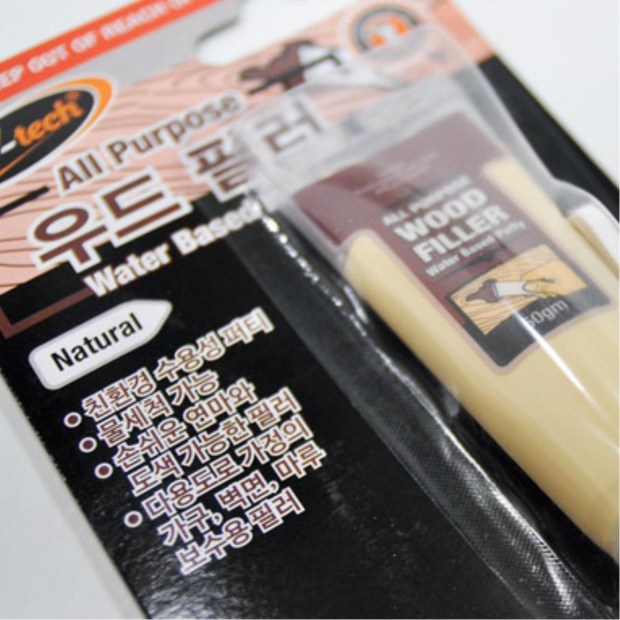 KEEP OUT OF REACH OF
-tech
All Purpose
우드 필러
Water Based
Natural
• 친환경 수용성 퍼티
• 물세척 가능
• 손쉬운 연마와
도색 가능한 필러
• 다용도로 가정의
가구, 벽면, 마루
보수용 필러
ALL PURPOSE
WOOD
FILLER
Water Based Putty
50gm